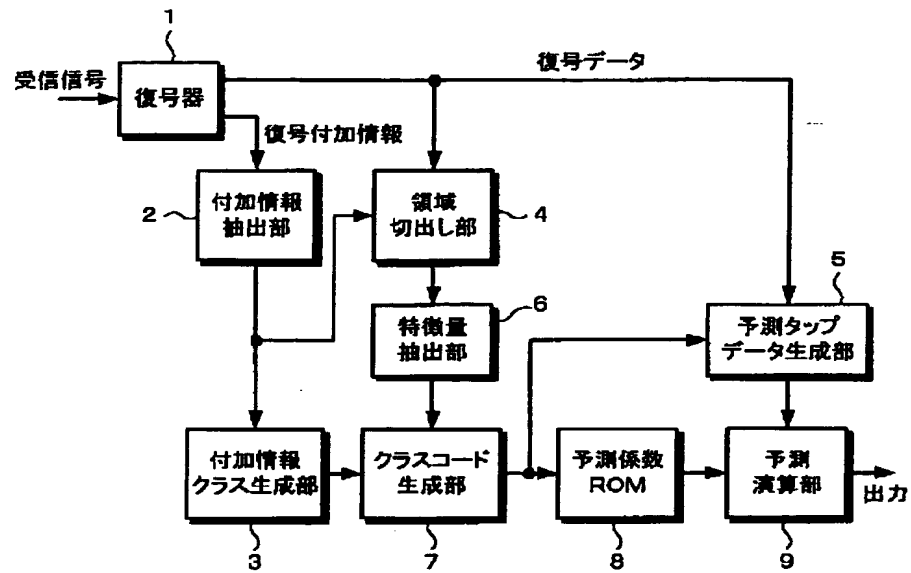 1
受信信号
復号器
復号データ
復号付加情報
2
付加情報
抽出部
領域
切出し部
4
5
6
特徴量
抽出部
予測タップ
データ生成部
付加情報
クラス生成部
クラスコード
生成部
予測係数
ROM
予測
演算部
出力
3
7
8
9